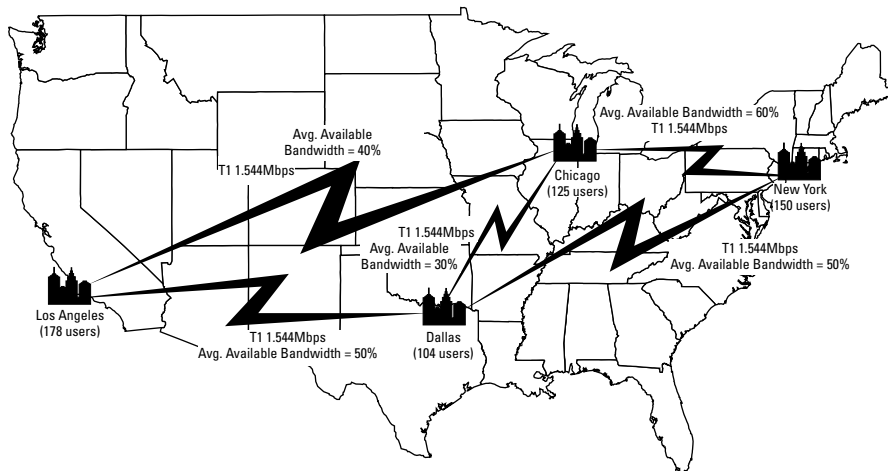 Avg. Available Bandwidth = 60%
T1 1.544Mbps
Avg. Available
Bandwidth = 40%
T1 1.544Mbps
Chicago
(125 users)
New York
(150 users)
T1 1.544Mbps
Avg. Available
Bandwidth = 30%
T1 1.544Mbps
Avg. Available Bandwidth = 50%
Los Angeles
(178 users)
T1 1.544Mbps
Avg. Available Bandwidth = 50%
Dallas
(104 users)